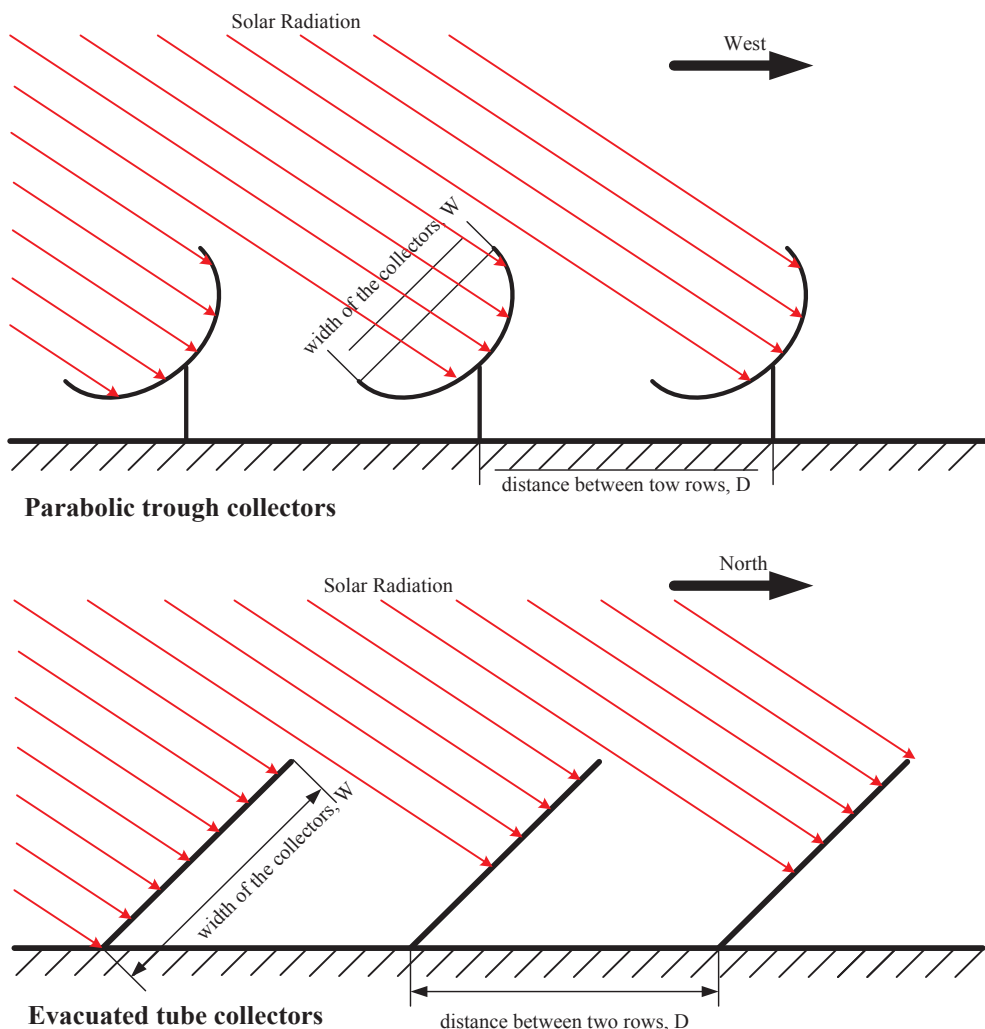 Solar Radiation
West
width of the collectors, W
distance between tow rows, D
Parabolic trough collectors
North
Solar Radiation
width of the collectors, W
Evacuated tube collectors
distance between two rows, D